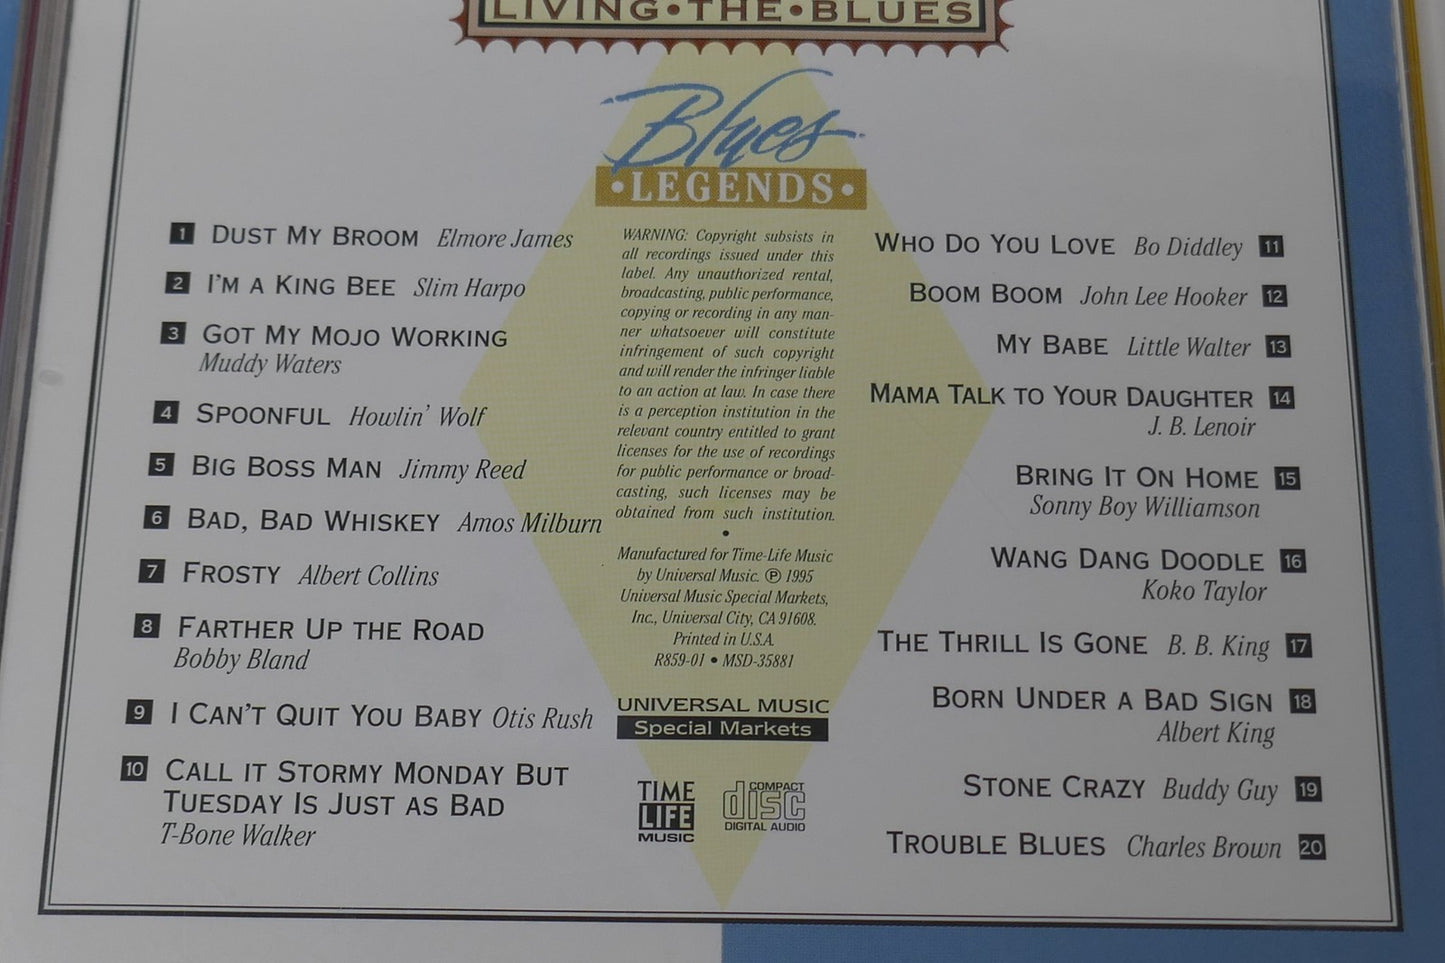 LIVING•THE•BLUES
Blues
•LEGENDS•
1 DUST MY BROOM Elmore James
2 I'M A KING BEE Slim Harpo
3 GOT MY MOJO WORKING
Muddy Waters
4 SPOONFUL Howlin' Wolf
5 BIG BOSS MAN Jimmy Reed
6 BAD, BAD WHISKEY Amos Milburn
7 FROSTY Albert Collins
8 FARTHER UP THE ROAD
Bobby Bland
9 I CAN'T QUIT YOU BABY Otis Rush
10 CALL IT STORMY MONDAY BUT
TUESDAY IS JUST AS BAD
T-Bone Walker
WARNING: Copyright subsists in
all recordings issued under this
label. Any unauthorized rental,
broadcasting, public performance,
copying or recording in any man-
ner whatsoever will constitute
infringement of such copyright
and will render the infringer liable
to an action at law. In case there
is a perception institution in the
relevant country entitled to grant
licenses for the use of recordings
for public performance or broad-
casting, such licenses may be
obtained from such institution.
•
Manufactured for Time-Life Music
by Universal Music. ℗ 1995
Universal Music Special Markets,
Inc., Universal City, CA 91608.
Printed in U.S.A.
R859-01 • MSD-35881
UNIVERSAL MUSIC
Special Markets
TIME
LIFE
MUSIC
COMPACT
disc
DIGITAL AUDIO
WHO DO YOU LOVE Bo Diddley 11
BOOM BOOM John Lee Hooker 12
MY BABE Little Walter 13
MAMA TALK TO YOUR DAUGHTER 14
J. B. Lenoir
BRING IT ON HOME 15
Sonny Boy Williamson
WANG DANG DOODLE 16
Koko Taylor
THE THRILL IS GONE B. B. King 17
BORN UNDER A BAD SIGN 18
Albert King
STONE CRAZY Buddy Guy 19
TROUBLE BLUES Charles Brown 20